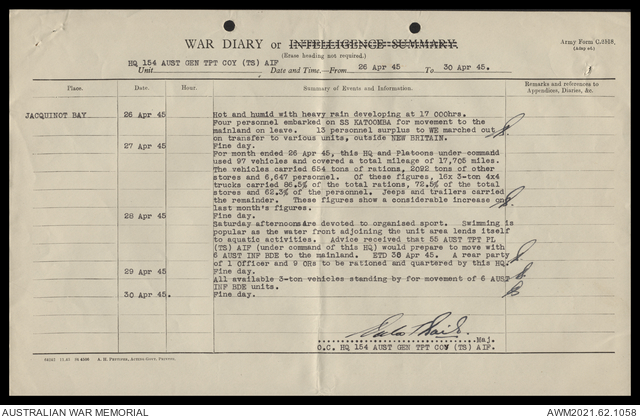 WAR DIARY or INTELLIGENCE SUMMARY.
Army Form C.2118.
(Adapted).
(Erase heading not required.)
HQ 154 AUST GEN TPT COY (TS) AIF
Unit Date and Time—From 26 Apr 45 To 30 Apr 45.
Place. Date. Hour. Summary of Events and Information. Remarks and references to Appendices, Diaries, &c.
JACQUINOT BAY 26 Apr 45 Hot and humid with heavy rain developing at 17 000hrs.
Four personnel embarked on SS KATOOMBA for movement to the
mainland on leave. 13 personnel surplus to WE marched out
on transfer to various units, outside NEW BRITAIN.
27 Apr 45 Fine day.
For month ended 26 Apr 45, this HQ and Platoons under command
used 97 vehicles and covered a total mileage of 17,705 miles.
The vehicles carried 654 tons of rations, 2092 tons of other
stores and 6,647 personnel. Of these figures, 16x 3-ton 4x4
trucks carried 86.5% of the total rations, 72.5% of the total
stores and 62.3% of the personnel. Jeeps and trailers carried
the remainder. These figures show a considerable increase on
last month's figures.
28 Apr 45 Fine day.
Saturday afternoons are devoted to organised sport. Swimming is
popular as the water front adjoining the unit area lends itself
to aquatic activities. Advice received that 55 AUST TPT PL
(TS) AIF (under command of this HQ) would prepare to move with
6 AUST INF BDE to the mainland. ETD 30 Apr 45. A rear party
of 1 Officer and 9 ORs to be rationed and quartered by this HQ.
29 Apr 45 Fine day.
All available 3-ton vehicles standing by for movement of 6 AUST
INF BDE units.
30 Apr 45. Fine day.
Maj.
O.C. HQ 154 AUST GEN TPT COY (TS) AIF.
AUSTRALIAN WAR MEMORIAL
AWM2021.62.1058